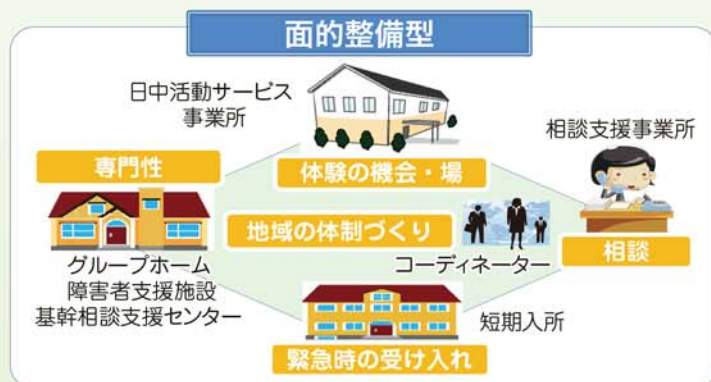 面的整備型
日中活動サービス
事業所
体験の機会・場
相談支援事業所
相談
専門性
グループホーム
障害者支援施設
基幹相談支援センター
地域の体制づくり
コーディネーター
短期入所
緊急時の受け入れ